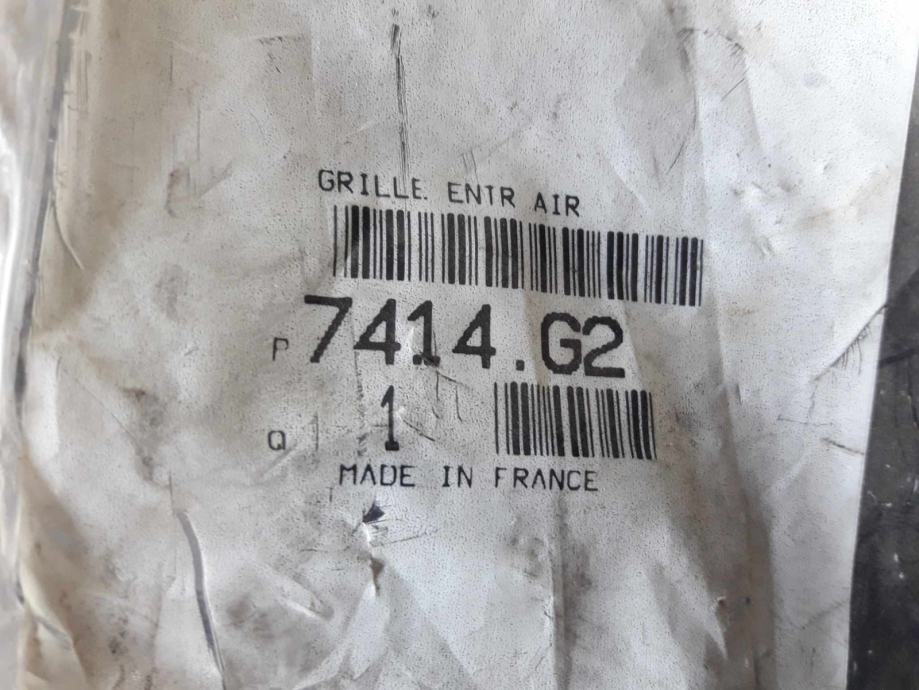 GRILLE. ENTR AIR
P 7414.G2
Q 1
MADE IN FRANCE